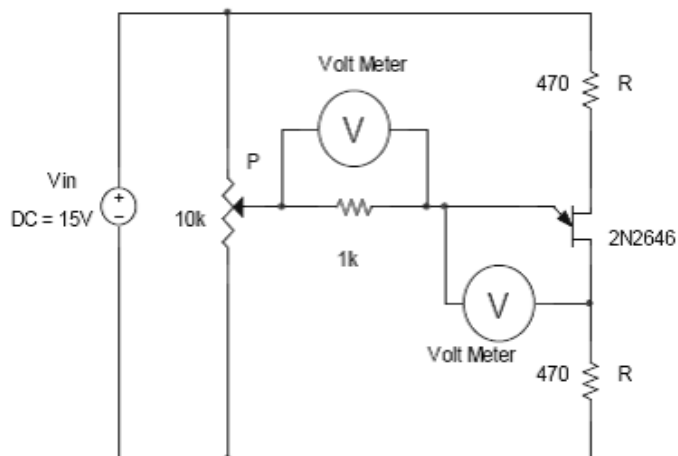 Volt Meter
470 R
P
Vin
DC = 15V
V
+
−
10k
1k
2N2646
V
Volt Meter
470 R